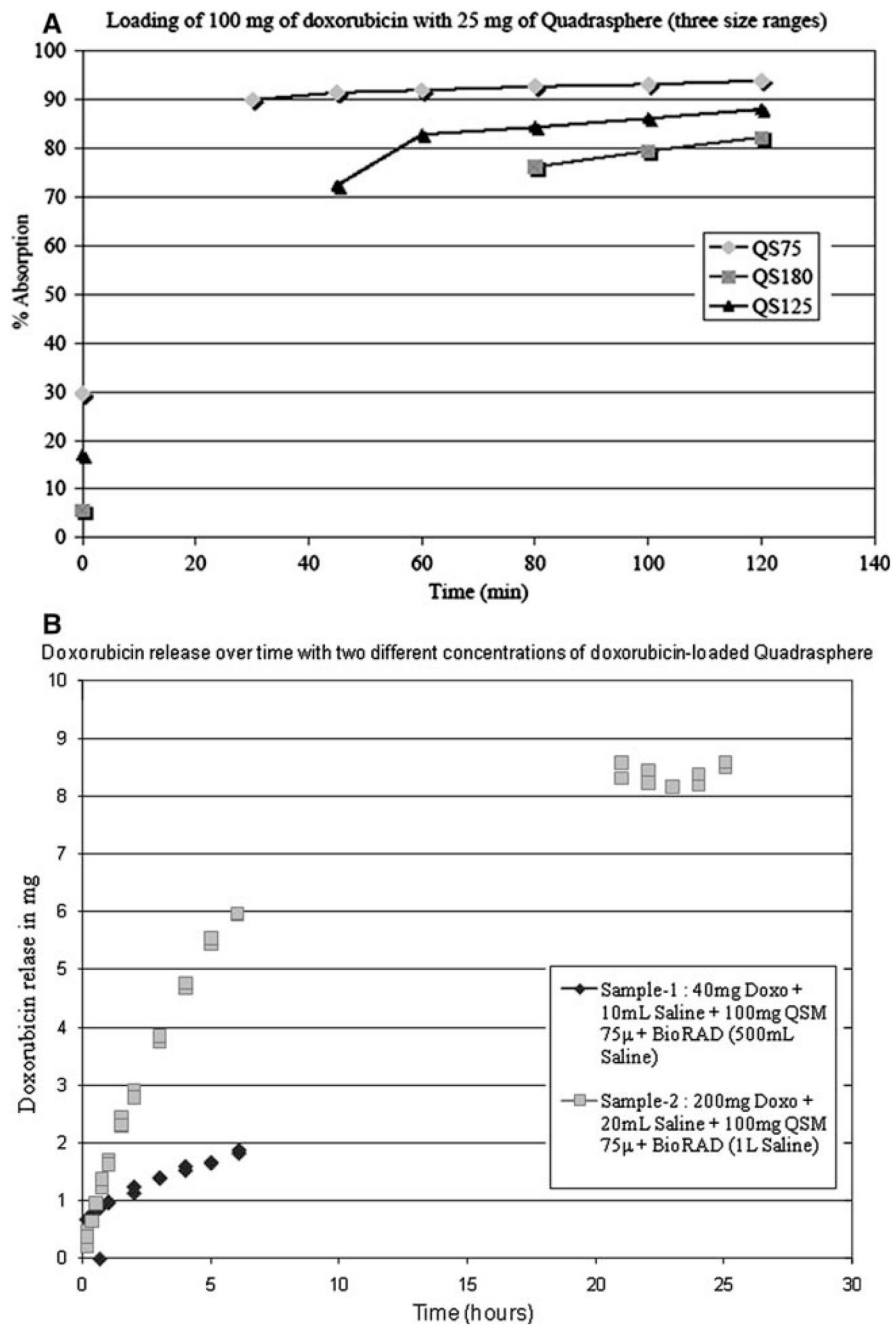 A
Loading of 100 mg of doxorubicin with 25 mg of Quadrasphere (three size ranges)
100
90
80
70
60
50
40
30
20
10
0
% Absorption
QS75
QS180
QS125
0 20 40 60 80 100 120 140
Time (min)
B
Doxorubicin release over time with two different concentrations of doxorubicin-loaded Quadrasphere
10
9
8
7
6
5
4
3
2
1
0
Doxorubicin relase in mg
Sample-1 : 40mg Doxo +
10mL Saline + 100mg QSM
75µ + BioRAD (500mL
Saline)
Sample-2 : 200mg Doxo +
20mL Saline + 100mg QSM
75µ + BioRAD (1L Saline)
0 5 10 15 20 25 30
Time (hours)